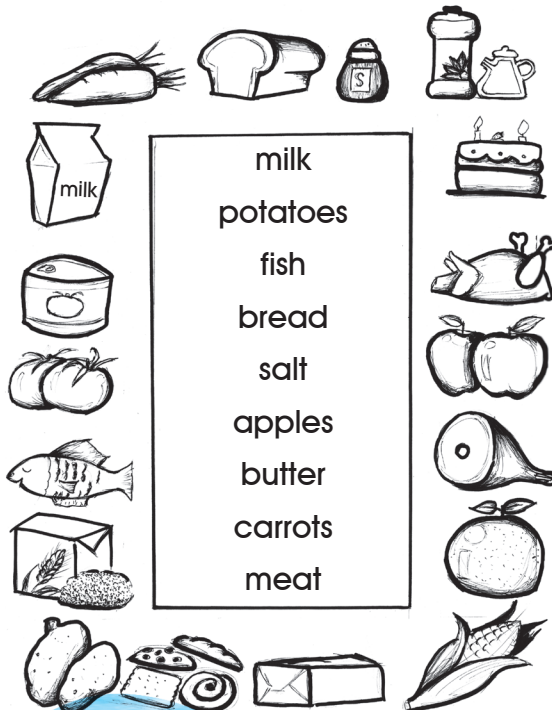 S
milk
milk
potatoes
fish
bread
salt
apples
butter
carrots
meat